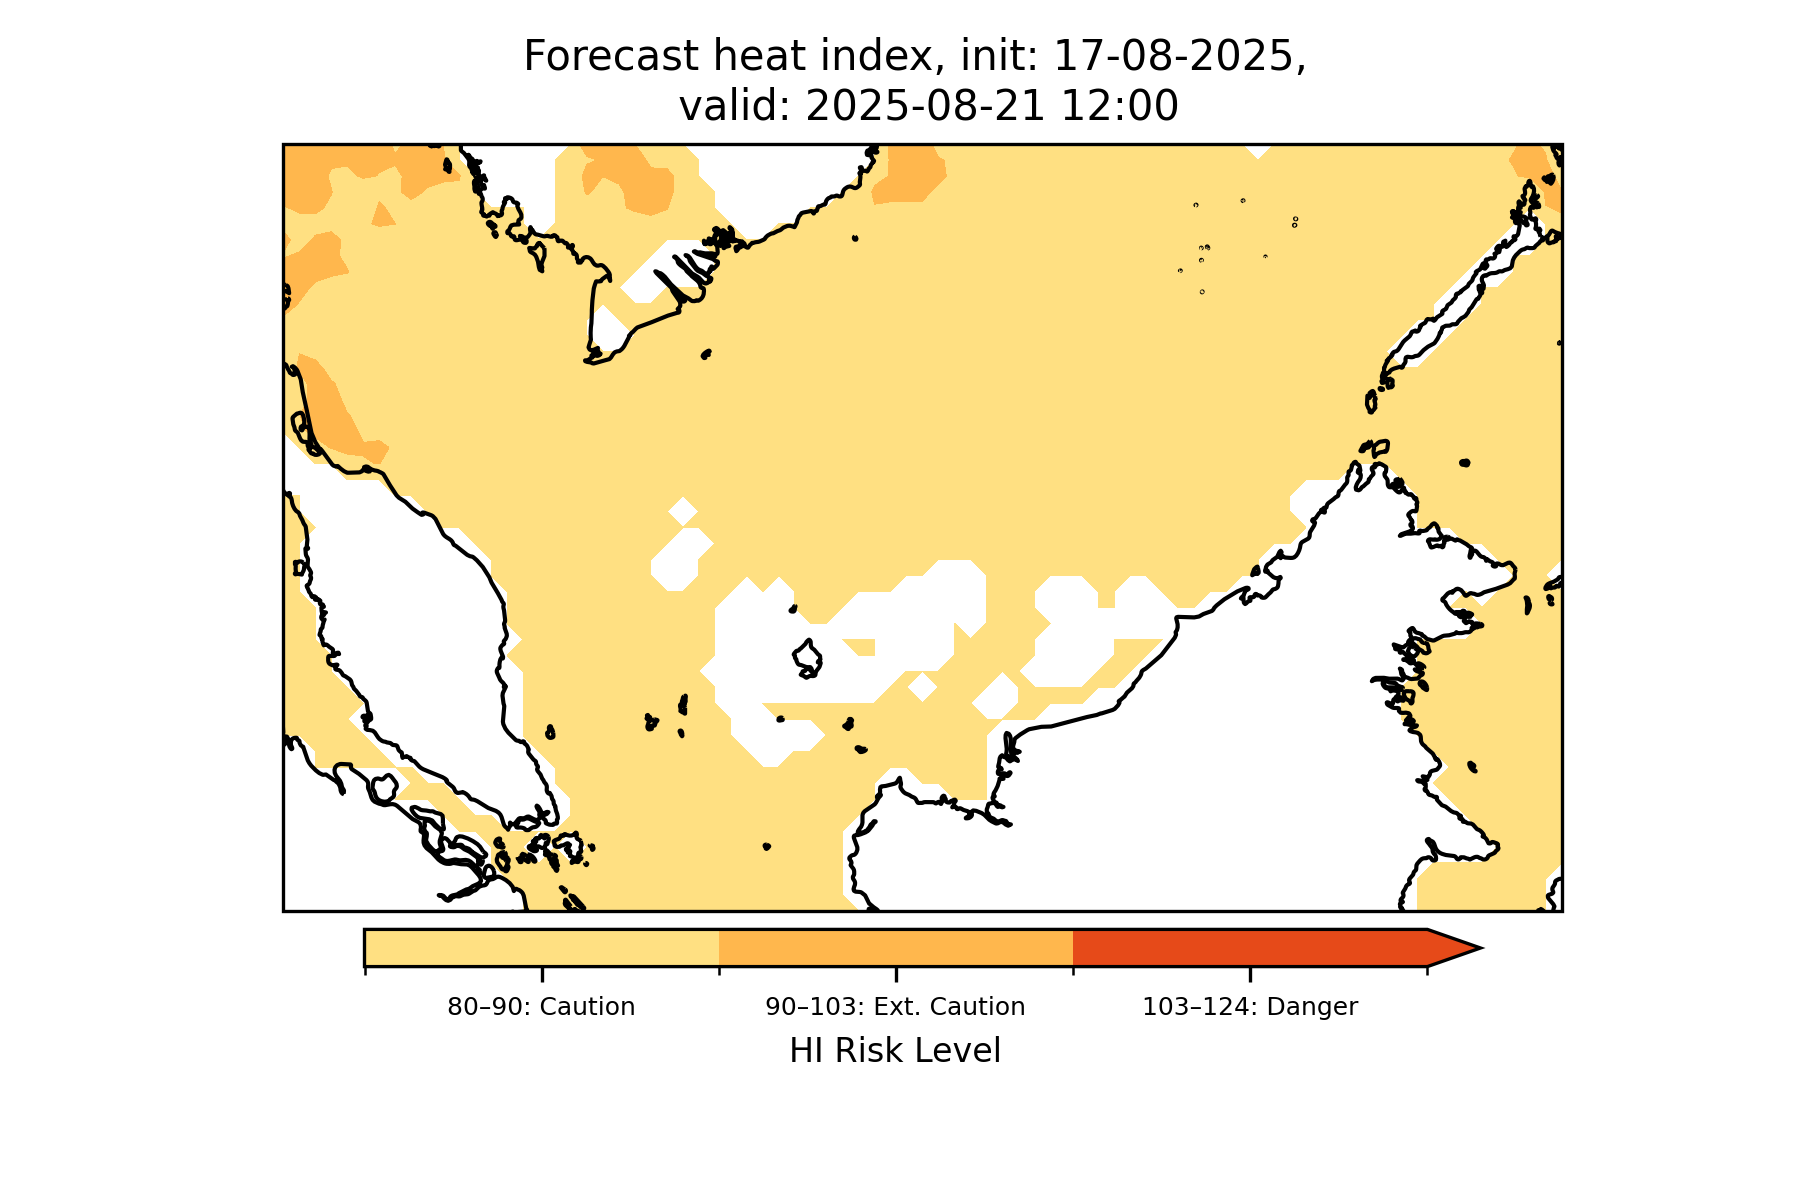 Forecast heat index, init: 17-08-2025,
valid: 2025-08-21 12:00
80–90: Caution
90–103: Ext. Caution
103–124: Danger
HI Risk Level